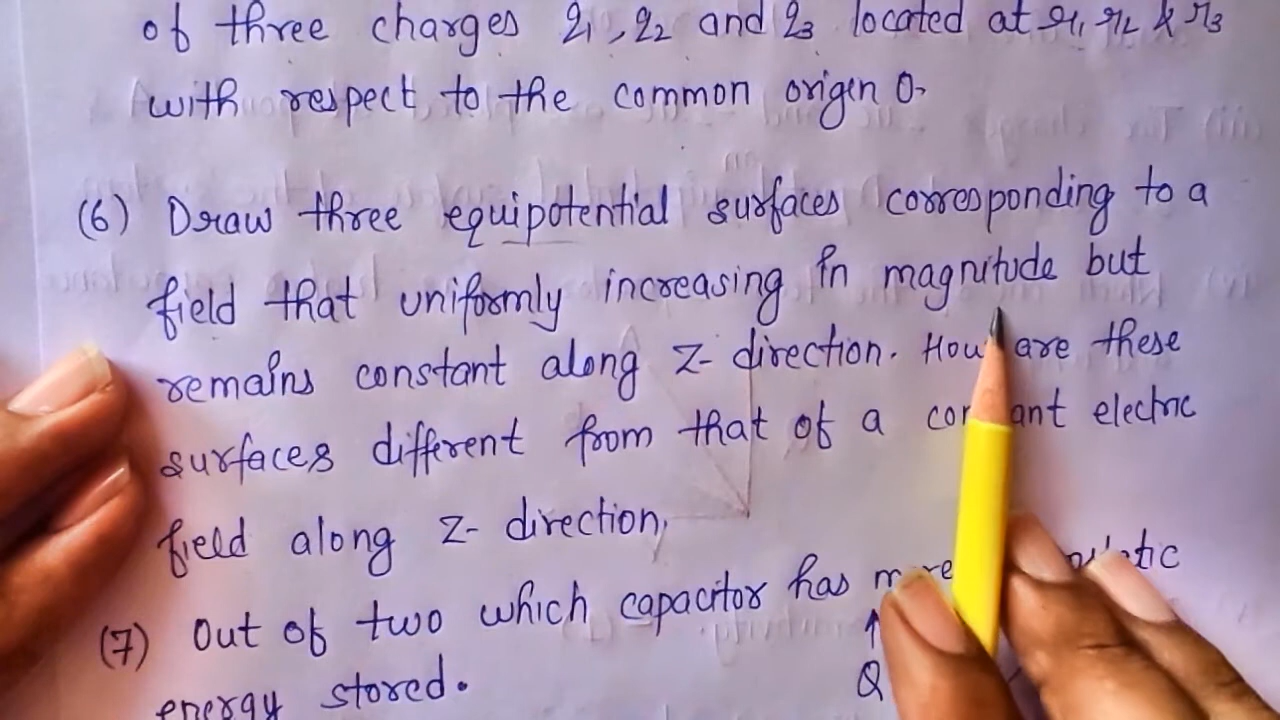 of three charges q1, q2 and q3 located at r1, r2 & r3
with respect to the common origin O.
(6) Draw three equipotential surfaces corresponding to a
field that uniformly increasing in magnitude but
remains constant along Z- direction. How are these
surfaces different from that of a electric
field along Z- direction.
(7) Out of two which capacitor has
Q
energy stored.